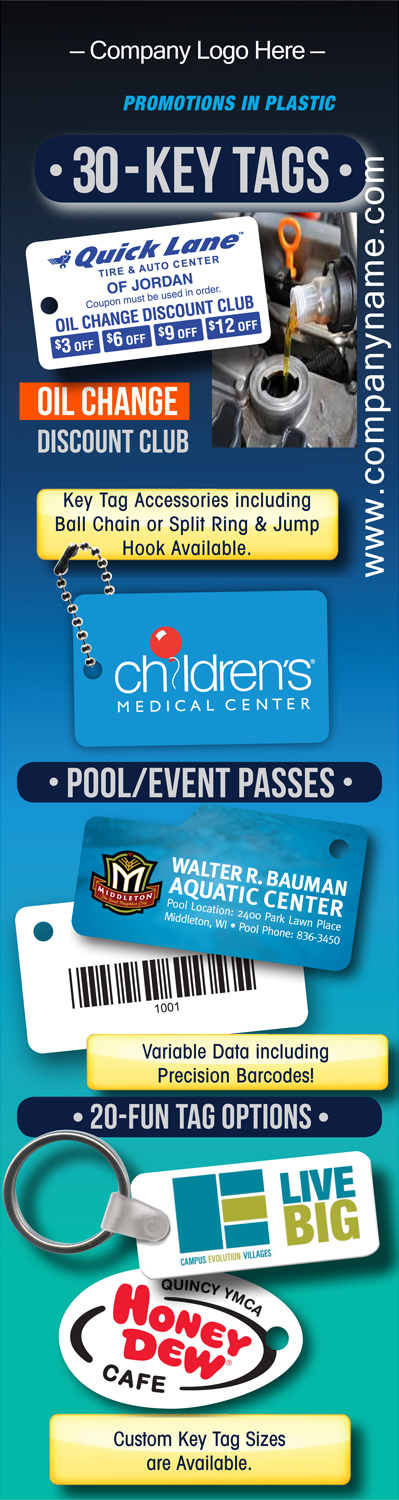 – Company Logo Here –
PROMOTIONS IN PLASTIC
• 30-KEY TAGS •
www.companyname.com
Quick Lane™
TIRE & AUTO CENTER
OF JORDAN
Coupon must be used in order.
OIL CHANGE DISCOUNT CLUB
$3 OFF $6 OFF $9 OFF $12 OFF
OIL CHANGE
DISCOUNT CLUB
Key Tag Accessories including
Ball Chain or Split Ring & Jump
Hook Available.
children's®
MEDICAL CENTER
• POOL/EVENT PASSES •
M
MIDDLETON
WALTER R. BAUMAN
AQUATIC CENTER
Pool Location: 2400 Park Lawn Place
Middleton, WI • Pool Phone: 836-3450
1001
Variable Data including
Precision Barcodes!
• 20-FUN TAG OPTIONS •
LIVE
BIG
CAMPUS EVOLUTION VILLAGES
QUINCY YMCA
HONEY
DEW®
CAFE
Custom Key Tag Sizes
are Available.